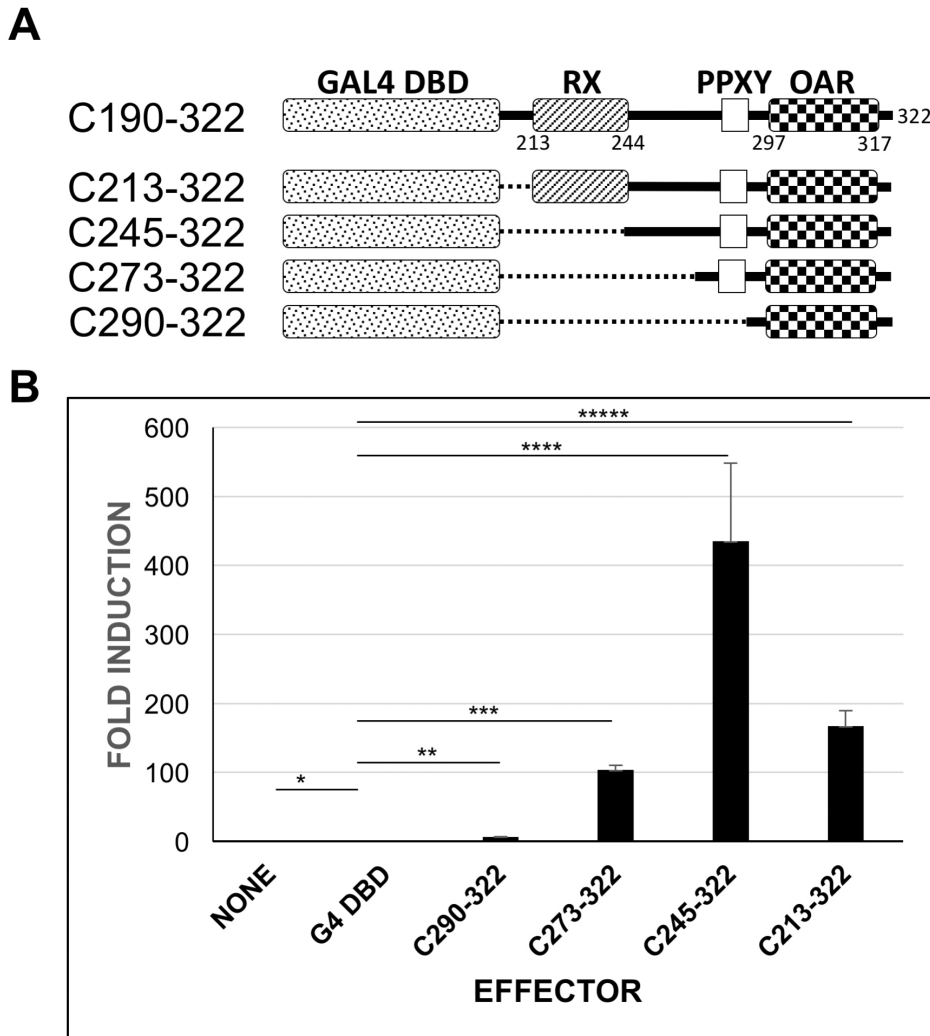 A
GAL4 DBD RX PPXY OAR
C190-322
322
213 244 297 317
C213-322
C245-322
C273-322
C290-322
B
*****
600
****
500
400
300
200
***
**
100
*
0
FOLD INDUCTION
NONE G4 DBD C290-322 C273-322 C245-322 C213-322
EFFECTOR